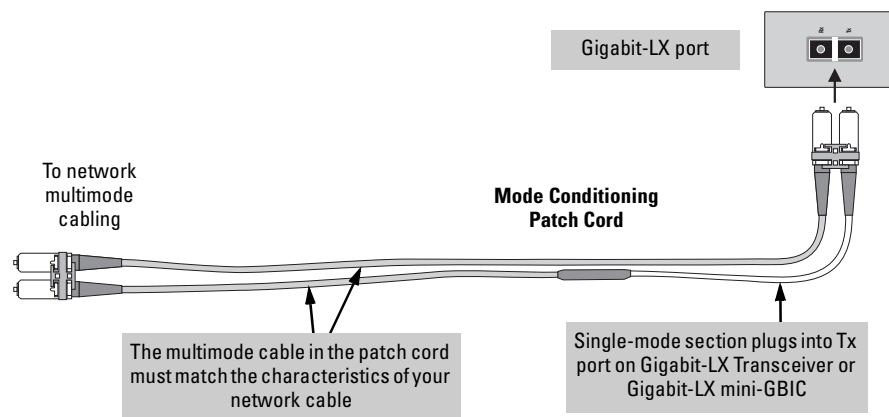 Gigabit-LX port
To network
multimode
cabling
Mode Conditioning
Patch Cord
The multimode cable in the patch cord
must match the characteristics of your
network cable
Single-mode section plugs into Tx
port on Gigabit-LX Transceiver or
Gigabit-LX mini-GBIC